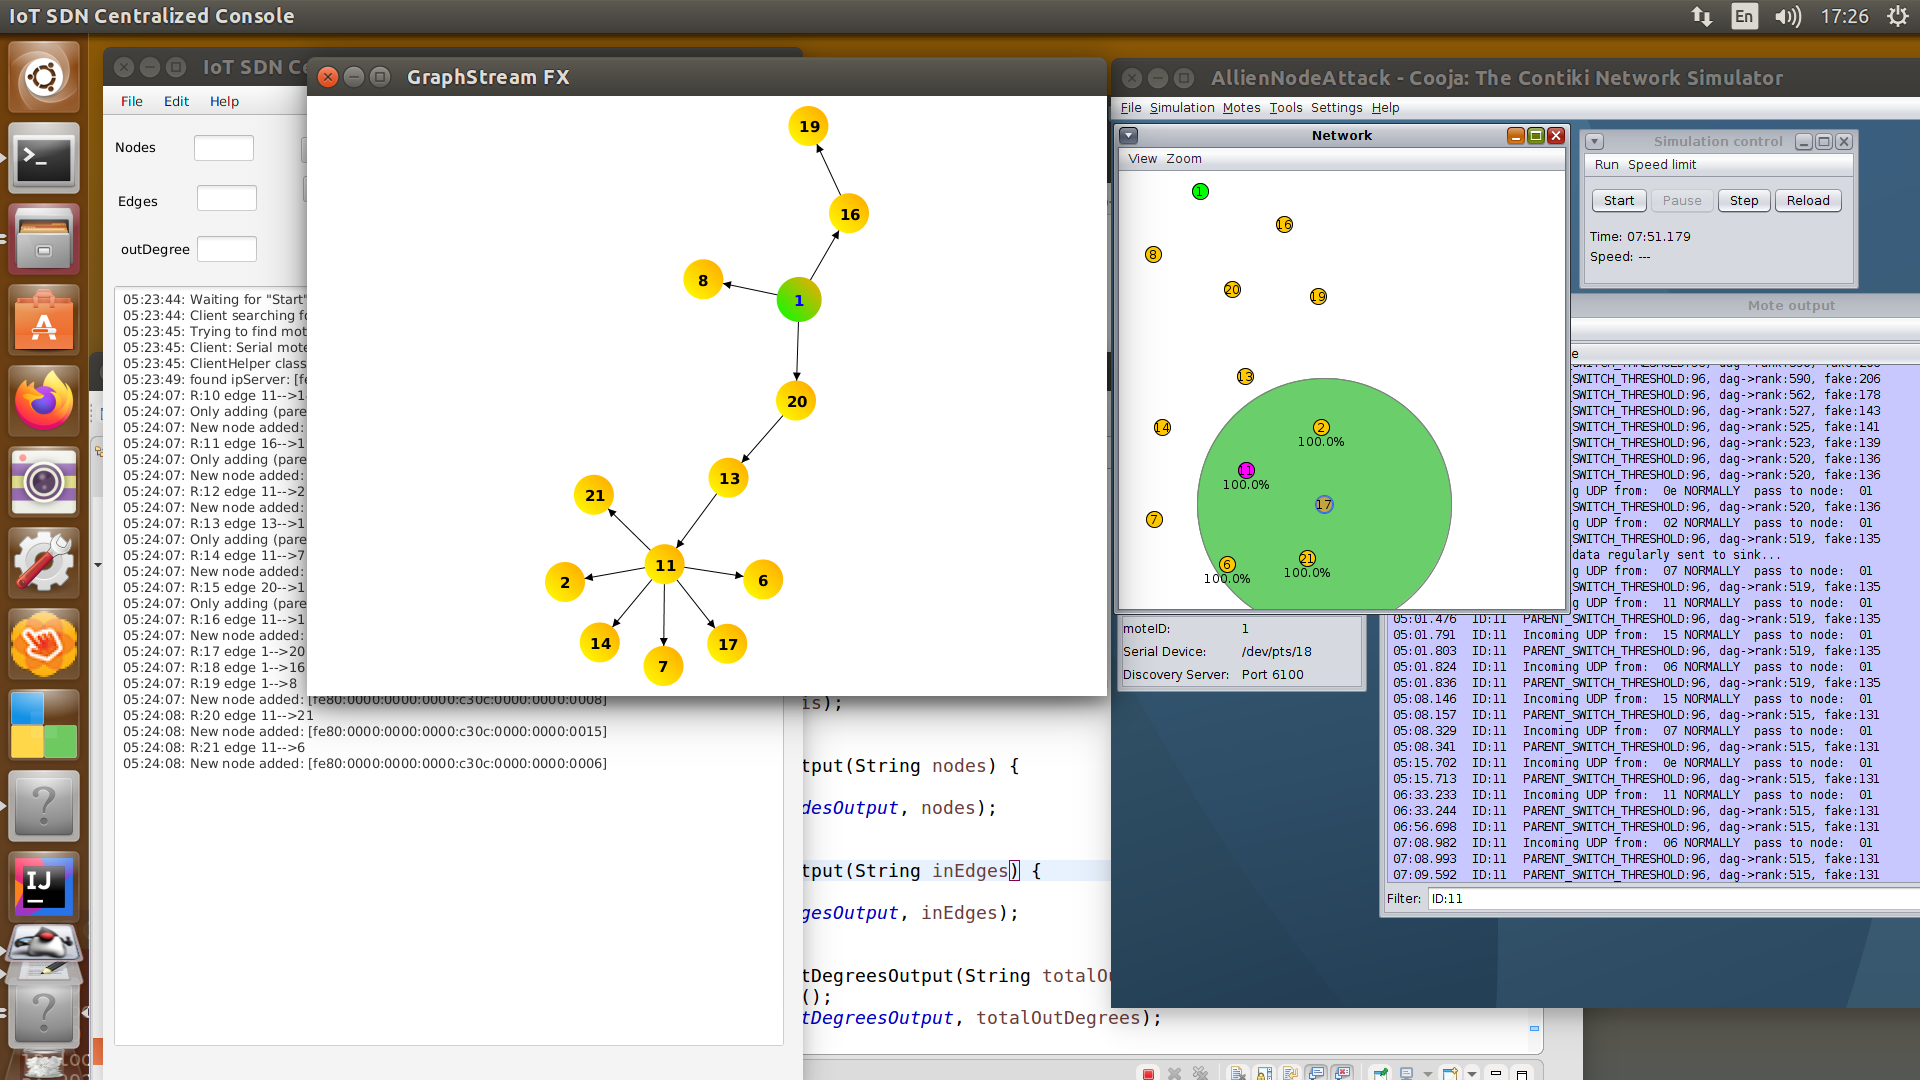 IoT SDN Centralized Console
En
17:26
IoT SDN Ce
File Edit Help
Nodes
Edges
outDegree
05:23:44: Waiting for "Start"
05:23:44: Client searching fo
05:23:45: Trying to find mot
05:23:45: Client: Serial mote
05:23:45: ClientHelper class
05:23:49: found ipServer: [fe
05:24:07: R:10 edge 11-->1
05:24:07: Only adding (pare
05:24:07: New node added:
05:24:07: R:11 edge 16-->1
05:24:07: Only adding (pare
05:24:07: New node added:
05:24:07: R:12 edge 11-->2
05:24:07: New node added:
05:24:07: R:13 edge 13-->1
05:24:07: Only adding (pare
05:24:07: R:14 edge 11-->7
05:24:07: New node added:
05:24:07: R:15 edge 20-->1
05:24:07: Only adding (pare
05:24:07: R:16 edge 11-->1
05:24:07: New node added:
05:24:07: R:17 edge 1-->20
05:24:07: R:18 edge 1-->16
05:24:07: R:19 edge 1-->8
05:24:07: New node added: [fe80:0000:0000:0000:c30c:0000:0000:0008]
05:24:08: R:20 edge 11-->21
05:24:08: New node added: [fe80:0000:0000:0000:c30c:0000:0000:0015]
05:24:08: R:21 edge 11-->6
05:24:08: New node added: [fe80:0000:0000:0000:c30c:0000:0000:0006]
GraphStream FX
19
16
8
1
20
13
21
11
2
6
14
17
7
is);
tput(String nodes) {
desOutput, nodes);
tput(String inEdges) {
gesOutput, inEdges);
tDegreesOutput(String totalOu
();
tDegreesOutput, totalOutDegrees);
AllienNodeAttack - Cooja: The Contiki Network Simulator
File Simulation Motes Tools Settings Help
Network
View Zoom
1
16
8
20
19
13
14
2
100.0%
11
100.0%
17
7
21
100.0%
6
100.0%
Simulation control
Run Speed limit
Start Pause Step Reload
Time: 07:51.179
Speed: ---
moteID: 1
Serial Device: /dev/pts/18
Discovery Server: Port 6100
Mote output
e
SWITCH_THRESHOLD:96, dag->rank:590, fake:206
SWITCH_THRESHOLD:96, dag->rank:562, fake:178
SWITCH_THRESHOLD:96, dag->rank:527, fake:143
SWITCH_THRESHOLD:96, dag->rank:525, fake:141
SWITCH_THRESHOLD:96, dag->rank:523, fake:139
SWITCH_THRESHOLD:96, dag->rank:520, fake:136
SWITCH_THRESHOLD:96, dag->rank:520, fake:136
g UDP from: 0e NORMALLY pass to node: 01
SWITCH_THRESHOLD:96, dag->rank:520, fake:136
g UDP from: 02 NORMALLY pass to node: 01
SWITCH_THRESHOLD:96, dag->rank:519, fake:135
data regularly sent to sink...
g UDP from: 07 NORMALLY pass to node: 01
SWITCH_THRESHOLD:96, dag->rank:519, fake:135
g UDP from: 11 NORMALLY pass to node: 01
05:01.476 ID:11 PARENT_SWITCH_THRESHOLD:96, dag->rank:519, fake:135
05:01.791 ID:11 Incoming UDP from: 15 NORMALLY pass to node: 01
05:01.803 ID:11 PARENT_SWITCH_THRESHOLD:96, dag->rank:519, fake:135
05:01.824 ID:11 Incoming UDP from: 06 NORMALLY pass to node: 01
05:01.836 ID:11 PARENT_SWITCH_THRESHOLD:96, dag->rank:519, fake:135
05:08.146 ID:11 Incoming UDP from: 15 NORMALLY pass to node: 01
05:08.157 ID:11 PARENT_SWITCH_THRESHOLD:96, dag->rank:515, fake:131
05:08.329 ID:11 Incoming UDP from: 07 NORMALLY pass to node: 01
05:08.341 ID:11 PARENT_SWITCH_THRESHOLD:96, dag->rank:515, fake:131
05:15.702 ID:11 Incoming UDP from: 0e NORMALLY pass to node: 01
05:15.713 ID:11 PARENT_SWITCH_THRESHOLD:96, dag->rank:515, fake:131
06:33.233 ID:11 Incoming UDP from: 11 NORMALLY pass to node: 01
06:33.244 ID:11 PARENT_SWITCH_THRESHOLD:96, dag->rank:515, fake:131
06:56.698 ID:11 PARENT_SWITCH_THRESHOLD:96, dag->rank:515, fake:131
07:08.982 ID:11 Incoming UDP from: 06 NORMALLY pass to node: 01
07:08.993 ID:11 PARENT_SWITCH_THRESHOLD:96, dag->rank:515, fake:131
07:09.592 ID:11 PARENT_SWITCH_THRESHOLD:96, dag->rank:515, fake:131
Filter: ID:11